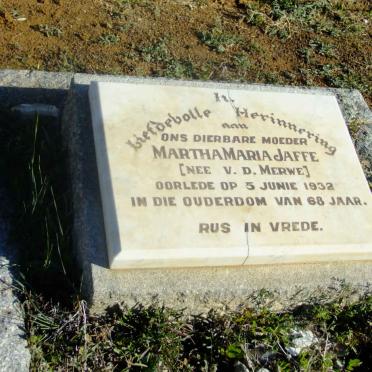 In
Liefdevolle Herinnering
aan
ONS DIERBARE MOEDER
MARTHA MARIA JAFFE
[NEE V. D. MERWE]
OORLEDE OP 5 JUNIE 1932
IN DIE OUDERDOM VAN 68 JAAR.
RUS IN VREDE.